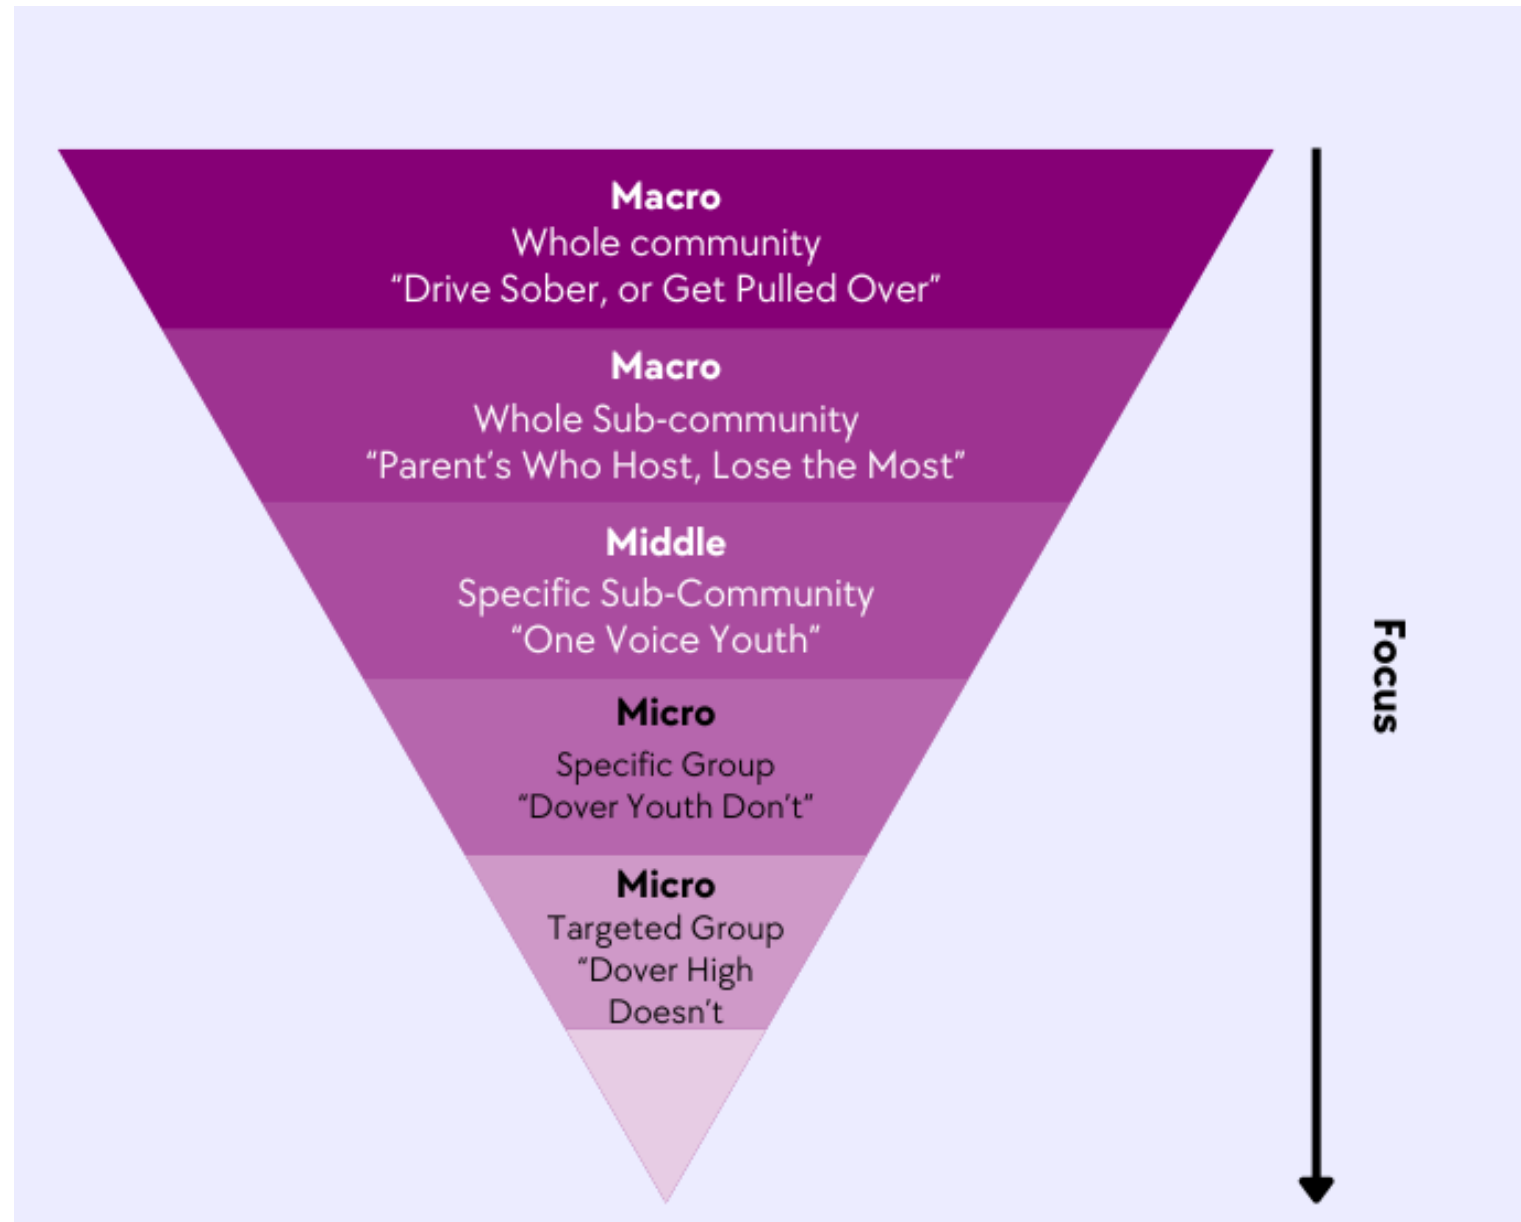 Macro
Whole community
“Drive Sober, or Get Pulled Over”
Macro
Whole Sub-community
“Parent’s Who Host, Lose the Most”
Middle
Specific Sub-Community
“One Voice Youth”
Micro
Specific Group
“Dover Youth Don’t”
Micro
Targeted Group
“Dover High
Doesn’t
Focus